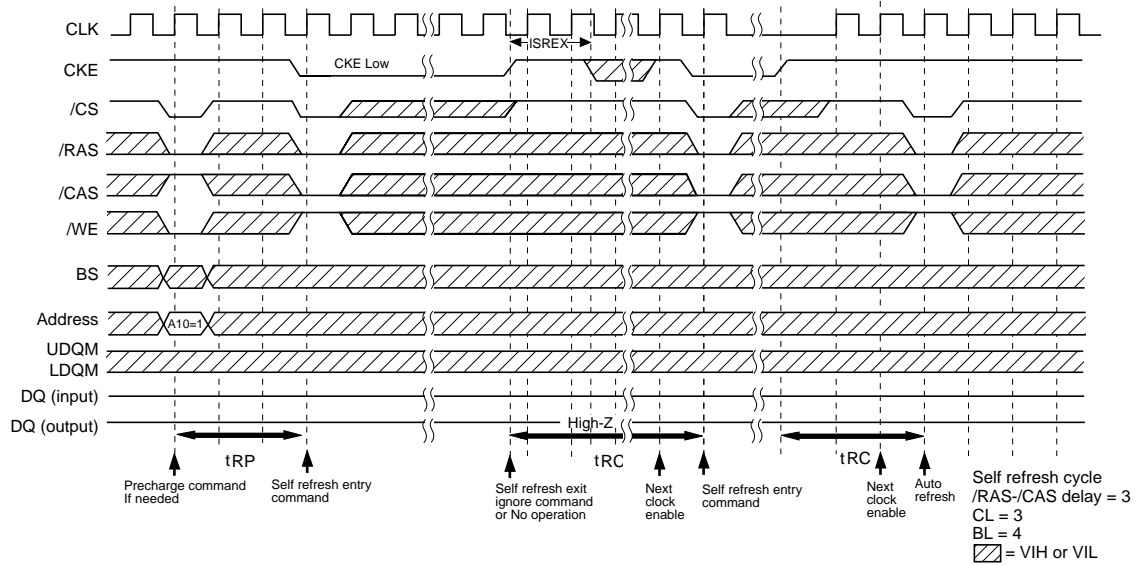 CLK
ISREX
CKE
CKE Low
/CS
/RAS
/CAS
/WE
BS
Address
A10=1
UDQM
LDQM
DQ (input)
DQ (output)
High-Z
tRP
tRC
tRC
Precharge command
If needed
Self refresh entry
command
Self refresh exit
ignore command
or No operation
Next
clock
enable
Self refresh entry
command
Next
clock
enable
Auto
refresh
Self refresh cycle
/RAS-/CAS delay = 3
CL = 3
BL = 4
= VIH or VIL